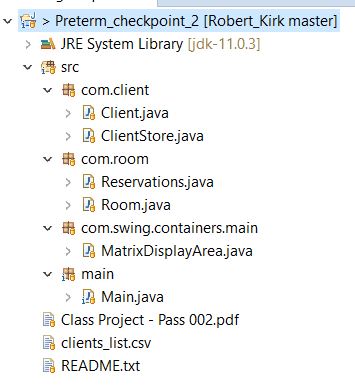 > Preterm_checkpoint_2 [Robert_Kirk master]
JRE System Library [jdk-11.0.3]
src
com.client
Client.java
ClientStore.java
com.room
Reservations.java
Room.java
com.swing.containers.main
MatrixDisplayArea.java
main
Main.java
Class Project - Pass 002.pdf
clients_list.csv
README.txt